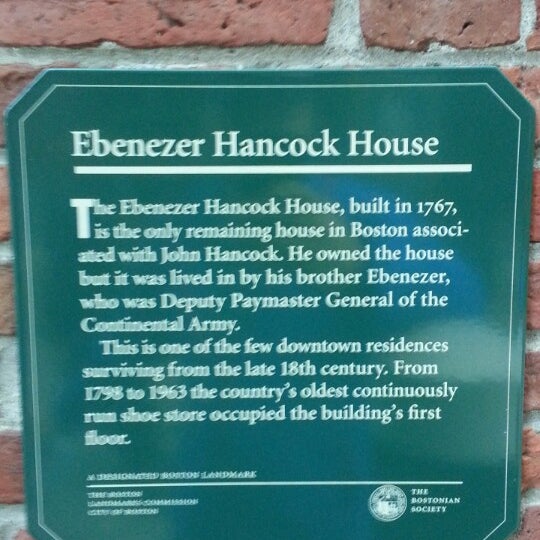 Ebenezer Hancock House
The Ebenezer Hancock House, built in 1767,
is the only remaining house in Boston associ-
ated with John Hancock. He owned the house
but it was lived in by his brother Ebenezer,
who was Deputy Paymaster General of the
Continental Army.
This is one of the few downtown residences
surviving from the late 18th century. From
1798 to 1963 the country's oldest continuously
run shoe store occupied the building's first
floor.
A DESIGNATED BOSTON LANDMARK
THE BOSTON
LANDMARKS COMMISSION
CITY OF BOSTON
THE
BOSTONIAN
SOCIETY